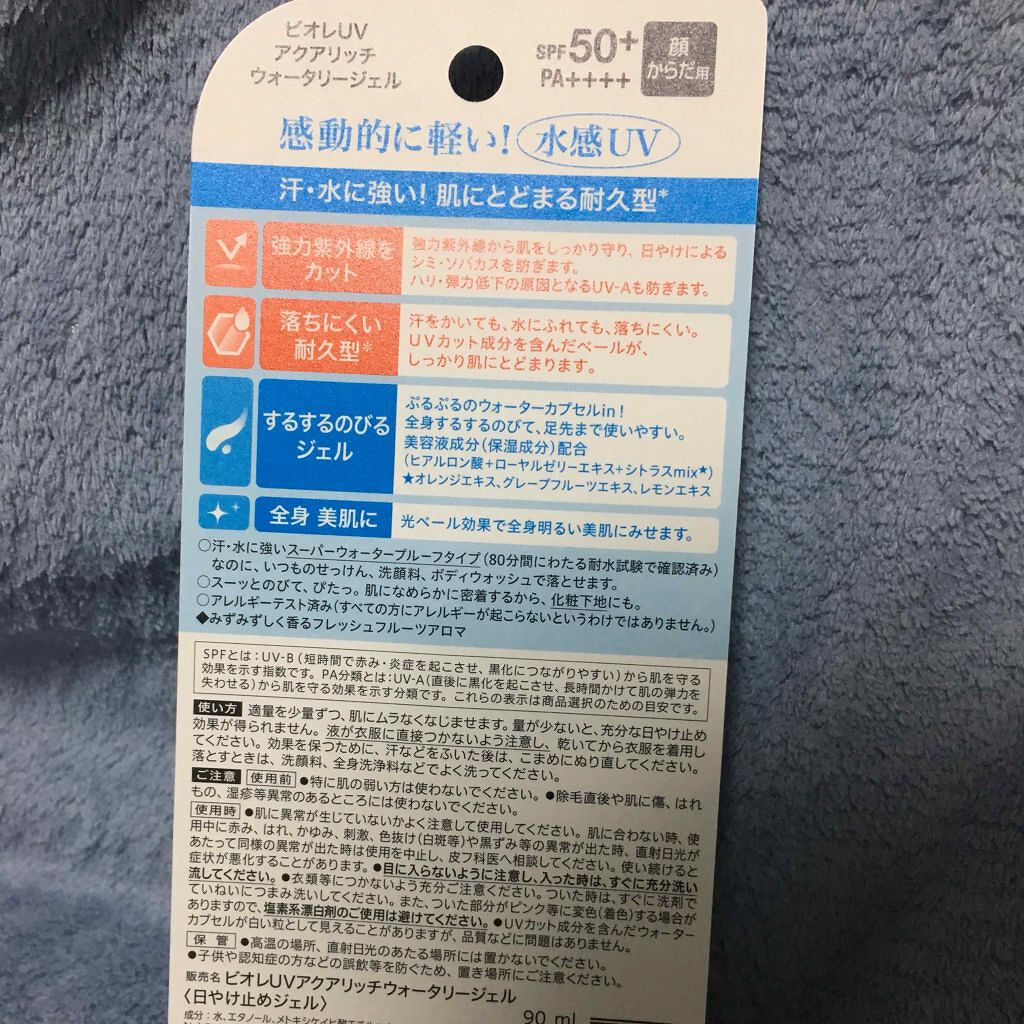 ビオレUV
アクアリッチ
ウォータリージェル
SPF50+
PA++++
顔
からだ用
感動的に軽い! 水感UV
汗・水に強い! 肌にとどまる耐久型*
強力紫外線を
カット
強力紫外線から肌をしっかり守り、日やけによる
シミ・ソバカスを防ぎます。
ハリ・弾力低下の原因となるUV-Aも防ぎます。
落ちにくい
耐久型*
汗をかいても、水にふれても、落ちにくい。
UVカット成分を含んだベールが、
しっかり肌にとどまります。
するするのびる
ジェル
ぷるぷるのウォーターカプセルin!
全身するするのびて、足先まで使いやすい。
美容液成分(保湿成分)配合
(ヒアルロン酸+ローヤルゼリーエキス+シトラスmix★)
★オレンジエキス、グレープフルーツエキス、レモンエキス
全身 美肌に
光ベール効果で全身明るい美肌にみせます。
○汗・水に強いスーパーウォータープルーフタイプ(80分間にわたる耐水試験で確認済み)
なのに、いつものせっけん、洗顔料、ボディウォッシュで落とせます。
○スーッとのびて、ぴたっ。肌になめらかに密着するから、化粧下地にも。
○アレルギーテスト済み(すべての方にアレルギーが起こらないというわけではありません。)
◆みずみずしく香るフレッシュフルーツアロマ
SPFとは:UV-B(短時間で赤み・炎症を起こさせ、黒化につながりやすい)から肌を守る
効果を示す指数です。PA分類とは:UV-A(直後に黒化を起こさせ、長時間かけて肌の弾力を
失わせる)から肌を守る効果を示す分類です。これらの表示は商品選択のための目安です。
使い方 適量を少量ずつ、肌にムラなくなじませます。量が少ないと、充分な日やけ止め
効果が得られません。液が衣服に直接つかないよう注意し、乾いてから衣服を着用し
てください。効果を保つために、汗などをふいた後は、こまめにぬり直してください。
落とすときは、洗顔料、全身洗浄料などでよく洗ってください。
ご注意 使用前 ●特に肌の弱い方は使わないでください。●除毛直後や肌に傷、はれ
もの、湿疹等異常のあるところには使わないでください。
使用時 ●肌に異常が生じていないかよく注意して使用してください。肌に合わない時、使
用中に赤み、はれ、かゆみ、刺激、色抜け(白斑等)や黒ずみ等の異常が出た時、直射日光が
あたって同様の異常が出た時は使用を中止し、皮フ科医へ相談してください。使い続けると
症状が悪化することがあります。●目に入らないように注意し、入った時は、すぐに充分洗い
流してください。●衣類等につかないよう充分ご注意ください。ついた時は、すぐに洗剤で
ていねいにつまみ洗いしてください。また、ついた部分がピンク等に変色(着色)する場合が
ありますので、塩素系漂白剤のご使用は避けてください。●UVカット成分を含んだウォーター
カプセルが白い粒として見えることがありますが、品質などに問題はありません。
保 管 ●高温の場所、直射日光のあたる場所には置かないでください。
●子供や認知症の方などの誤飲等を防ぐため、置き場所にご注意ください。
販売名 ビオレUVアクアリッチウォータリージェル
〈日やけ止めジェル〉
90 ml
成分:水、エタノール、メトキシケイヒ酸エチルヘキシル